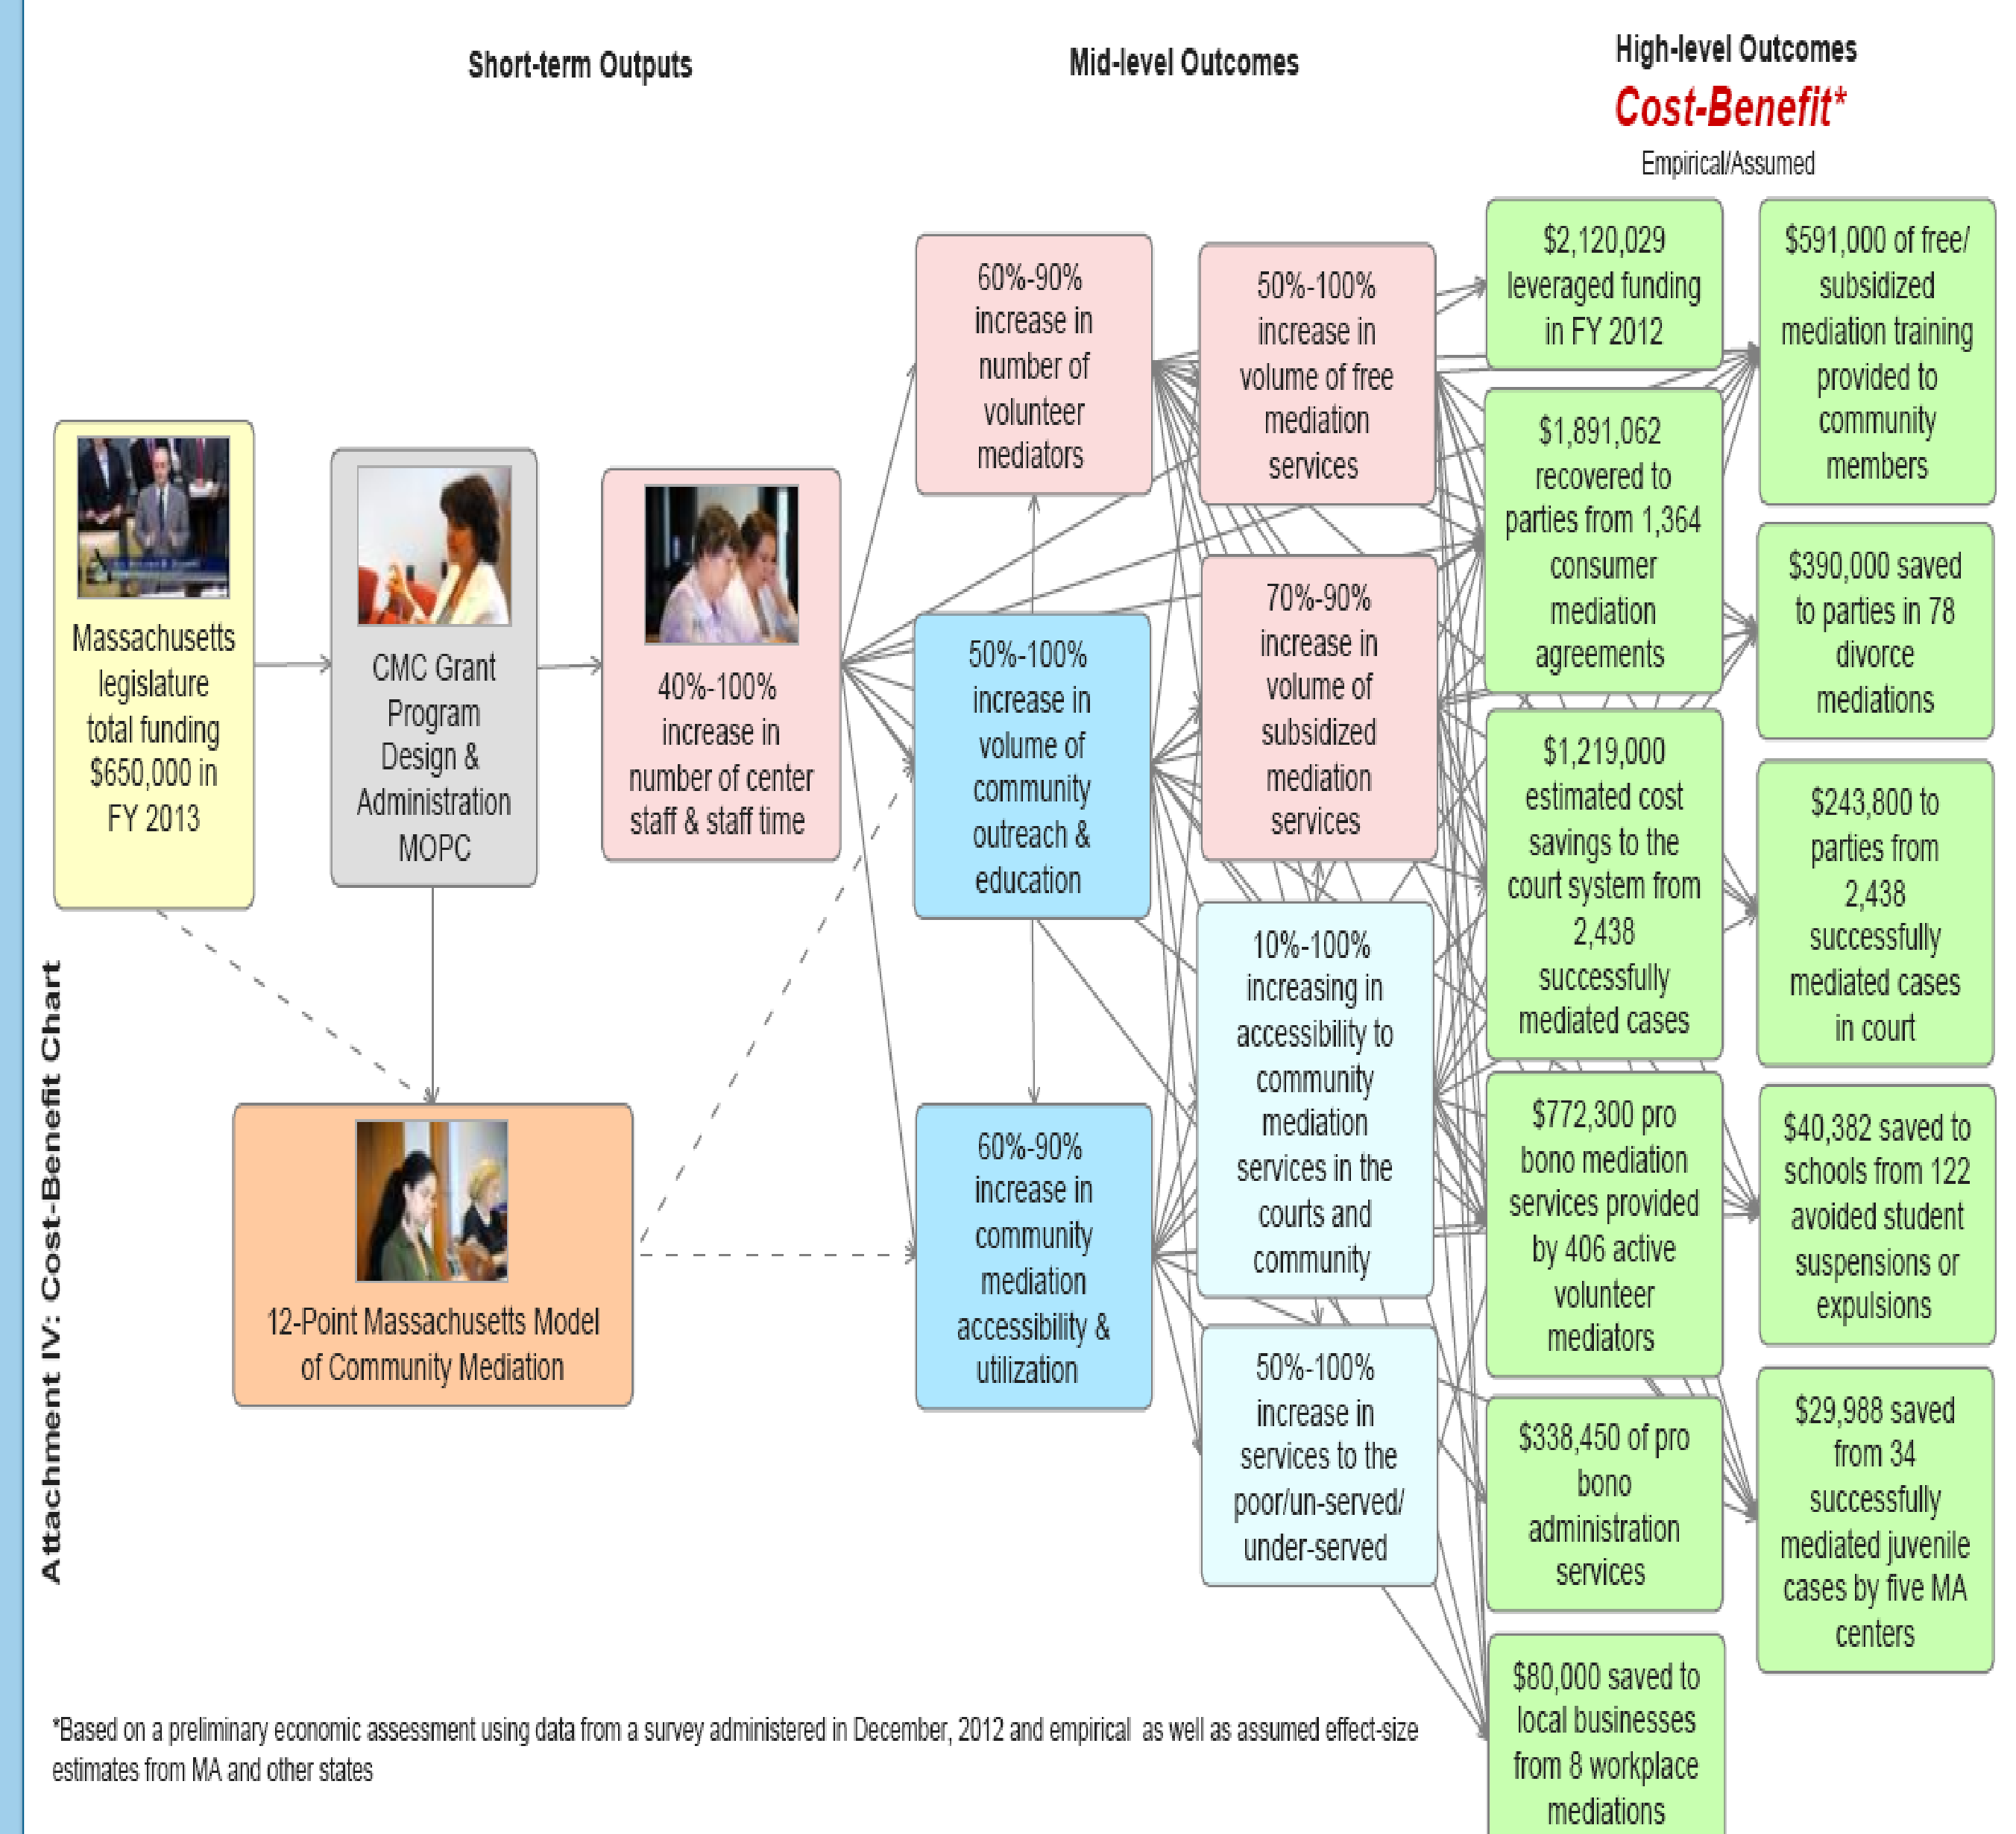 Short-term Outputs
Mid-level Outcomes
High-level Outcomes
Cost-Benefit*
Empirical/Assumed
Massachusetts
legislature
total funding
$650,000 in
FY 2013
CMC Grant
Program
Design &
Administration
MOPC
40%-100%
increase in
number of center
staff & staff time
12-Point Massachusetts Model
of Community Mediation
60%-90%
increase in
number of
volunteer
mediators
50%-100%
increase in
volume of
community
outreach &
education
60%-90%
increase in
community
mediation
accessibility &
utilization
50%-100%
increase in
volume of free
mediation
services
70%-90%
increase in
volume of
subsidized
mediation
services
10%-100%
increasing in
accessibility to
community
mediation
services in the
courts and
community
50%-100%
increase in
services to the
poor/un-served/
under-served
$2,120,029
leveraged funding
in FY 2012
$1,891,062
recovered to
parties from 1,364
consumer
mediation
agreements
$1,219,000
estimated cost
savings to the
court system from
2,438
successfully
mediated cases
$772,300 pro
bono mediation
services provided
by 406 active
volunteer
mediators
$338,450 of pro
bono
administration
services
$80,000 saved to
local businesses
from 8 workplace
mediations
$591,000 of free/
subsidized
mediation training
provided to
community
members
$390,000 saved
to parties in 78
divorce
mediations
$243,800 to
parties from
2,438
successfully
mediated cases
in court
$40,382 saved to
schools from 122
avoided student
suspensions or
expulsions
$29,988 saved
from 34
successfully
mediated juvenile
cases by five MA
centers
Attachment IV: Cost-Benefit Chart
*Based on a preliminary economic assessment using data from a survey administered in December, 2012 and empirical as well as assumed effect-size
estimates from MA and other states